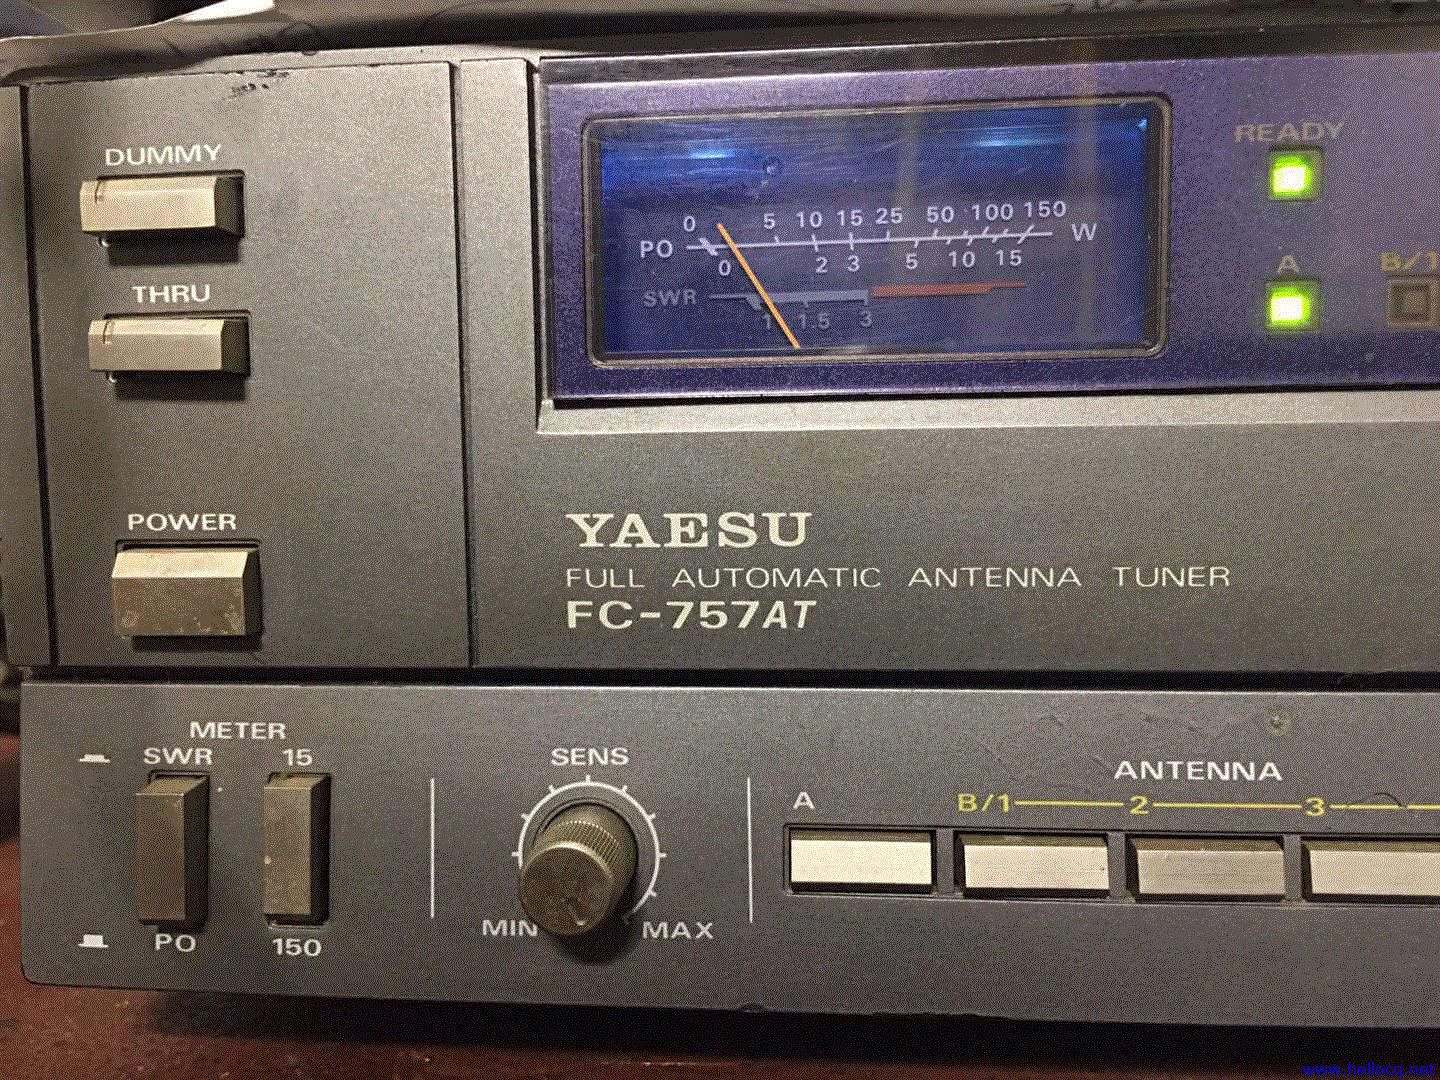 DUMMY
THRU
POWER
0 5 10 15 25 50 100 150
PO W
0 2 3 5 10 15
SWR
1 1.5 3
READY
A B/1
YAESU
FULL AUTOMATIC ANTENNA TUNER
FC-757AT
METER
SWR 15
PO 150
SENS
MIN MAX
ANTENNA
A B/1 2 3
www.hellocq.net